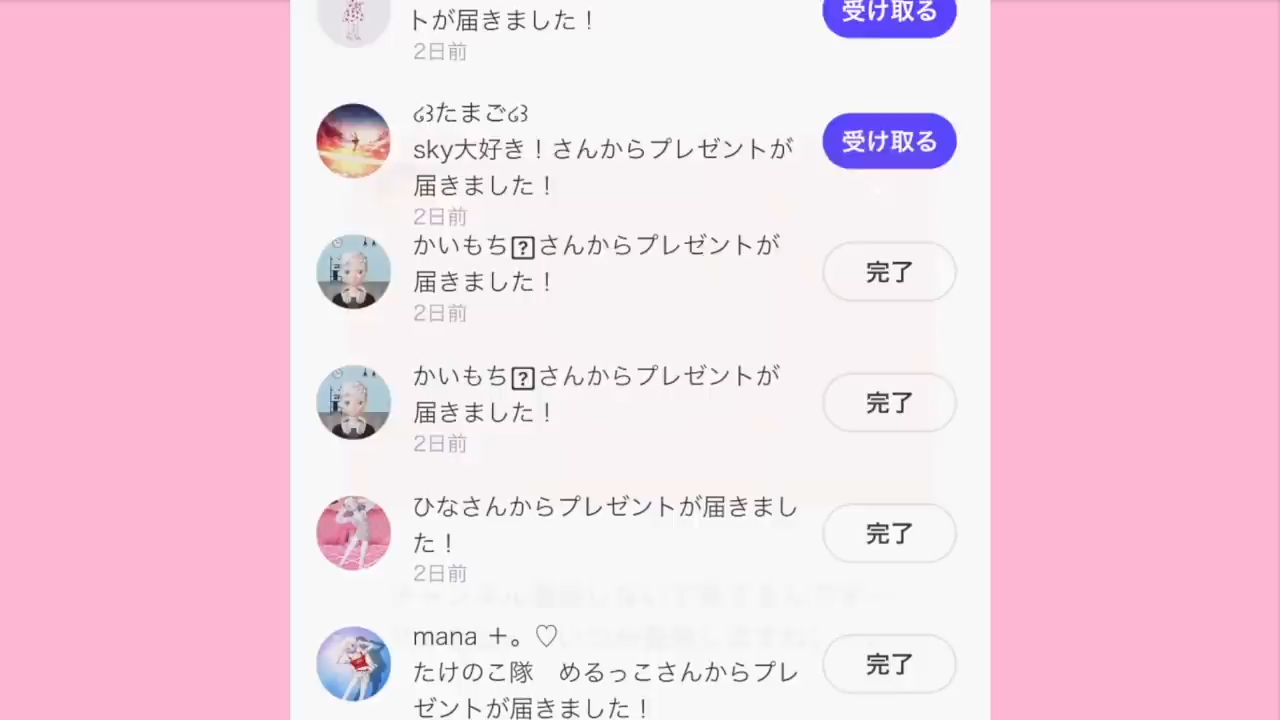 トが届きました！
受け取る
2日前
໒꒱たまご໒꒱
sky大好き！さんからプレゼントが
届きました！
受け取る
2日前
かいもち?さんからプレゼントが
届きました！
完了
2日前
かいもち?さんからプレゼントが
届きました！
完了
2日前
ひなさんからプレゼントが届きまし
た！
完了
2日前
mana ＋。♡
たけのこ隊　めるっこさんからプレ
ゼントが届きました！
完了